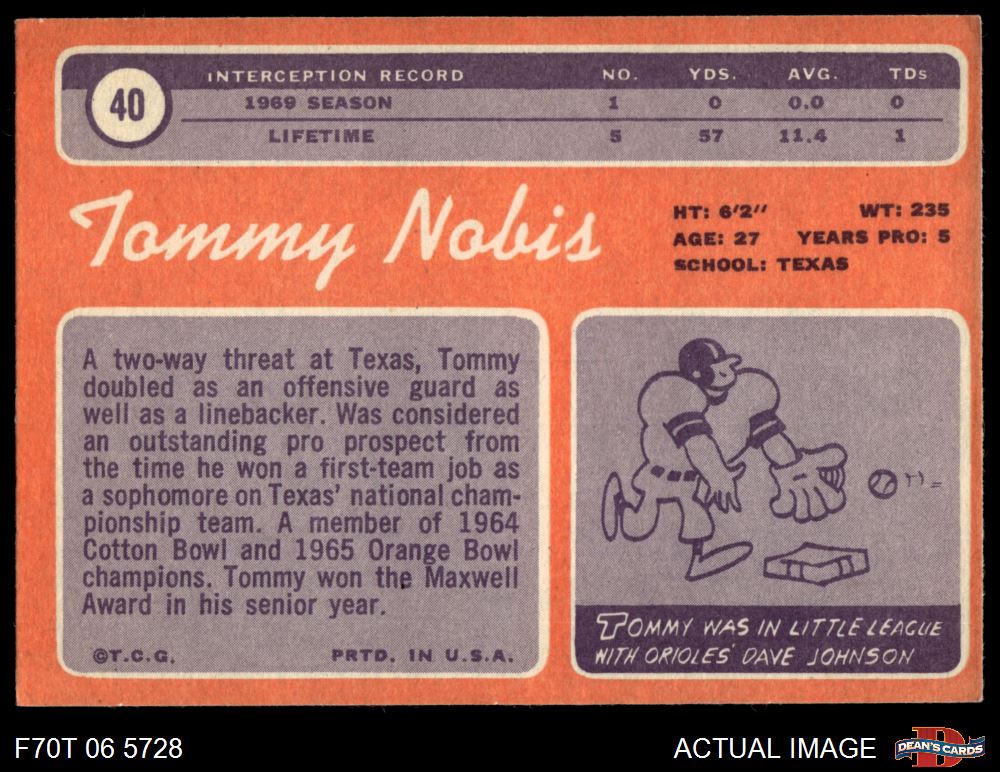 40
INTERCEPTION RECORD NO. YDS. AVG. TDs
1969 SEASON 1 0 0.0 0
LIFETIME 5 57 11.4 1
Tommy Nobis
HT: 6'2" WT: 235
AGE: 27 YEARS PRO: 5
SCHOOL: TEXAS
A two-way threat at Texas, Tommy
doubled as an offensive guard as
well as a linebacker. Was considered
an outstanding pro prospect from
the time he won a first-team job as
a sophomore on Texas' national cham-
pionship team. A member of 1964
Cotton Bowl and 1965 Orange Bowl
champions. Tommy won the Maxwell
Award in his senior year.
©T.C.G. PRTD. IN U.S.A.
TOMMY WAS IN LITTLE LEAGUE
WITH ORIOLES' DAVE JOHNSON
F70T 06 5728
ACTUAL IMAGE
D
DEAN'S CARDS